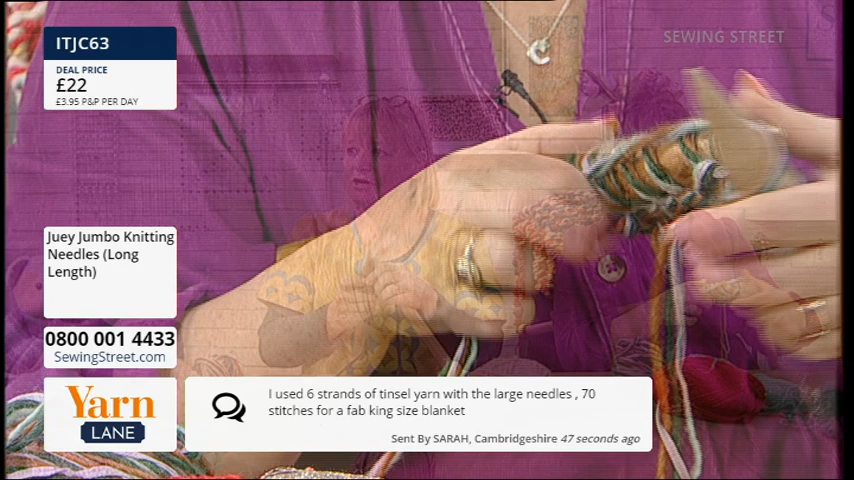 ITJC63
DEAL PRICE
£22
£3.95 P&P PER DAY
SEWING STREET
Juey Jumbo Knitting
Needles (Long
Length)
0800 001 4433
SewingStreet.com
Yarn
LANE
I used 6 strands of tinsel yarn with the large needles , 70
stitches for a fab king size blanket
Sent By SARAH, Cambridgeshire 47 seconds ago